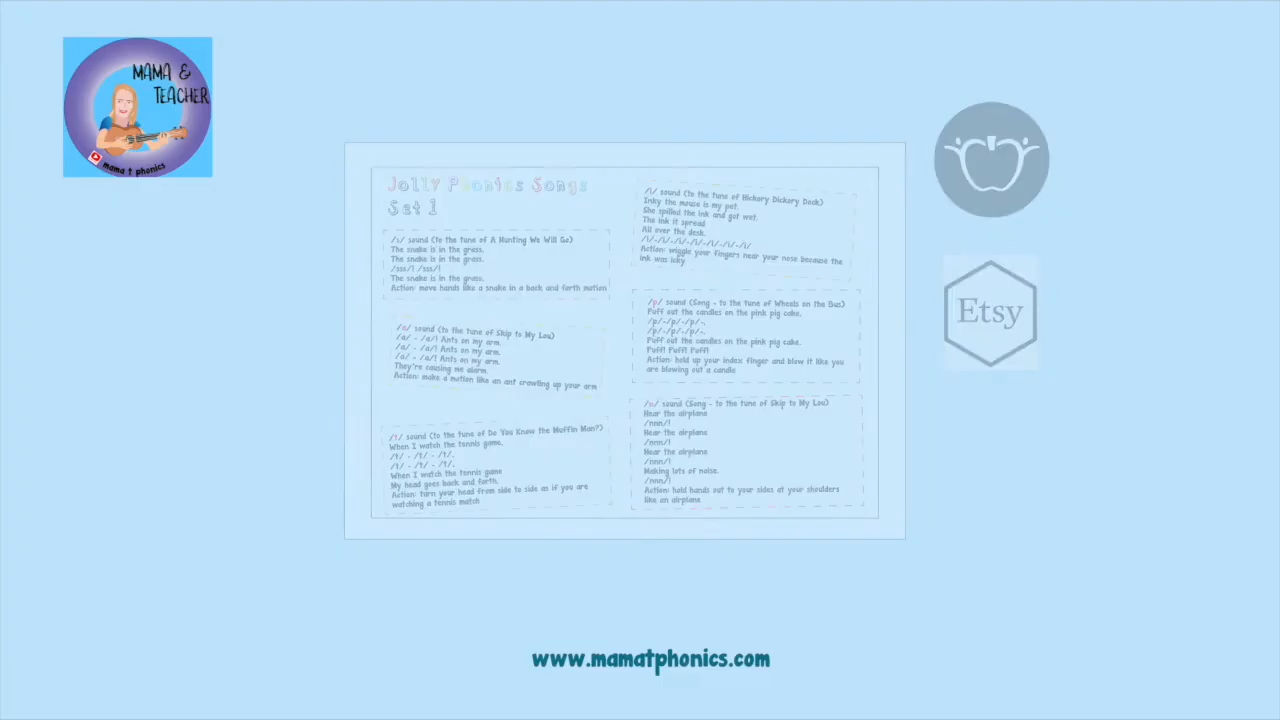 MAMA &
TEACHER
mama t phonics
Jolly Phonics Songs
Set 1
/s/ sound (to the tune of A Hunting We Will Go)
The snake is in the grass.
The snake is in the grass.
/sss/! /sss/!
The snake is in the grass.
Action: move hands like a snake in a back and forth motion
/a/ sound (to the tune of Skip to My Lou)
/a/ - /a/! Ants on my arm.
/a/ - /a/! Ants on my arm.
/a/ - /a/! Ants on my arm.
They're causing me alarm.
Action: make a motion like an ant crawling up your arm
/t/ sound (to the tune of Do You Know the Muffin Man?)
When I watch the tennis game,
/t/ - /t/ - /t/.
/t/ - /t/ - /t/.
When I watch the tennis game
My head goes back and forth.
Action: turn your head from side to side as if you are
watching a tennis match
/i/ sound (to the tune of Hickory Dickory Dock)
Inky the mouse is my pet.
She spilled the ink and got wet.
The ink it spread
All over the desk.
/i/-/i/-/i/-/i/-/i/-/i/-/i/-/i/
Action: wiggle your fingers near your nose because the
ink was icky
/p/ sound (Song - to the tune of Wheels on the Bus)
Puff out the candles on the pink pig cake.
/p/-/p/-/p/-.
/p/-/p/-/p/-.
Puff out the candles on the pink pig cake.
Puff! Puff! Puff!
Action: hold up your index finger and blow it like you
are blowing out a candle
/n/ sound (Song - to the tune of Skip to My Lou)
Hear the airplane
/nnn/!
Hear the airplane
/nnn/!
Hear the airplane
/nnn/!
Making lots of noise.
/nnn/!
Action: hold hands out to your sides at your shoulders
like an airplane
Etsy
www.mamatphonics.com